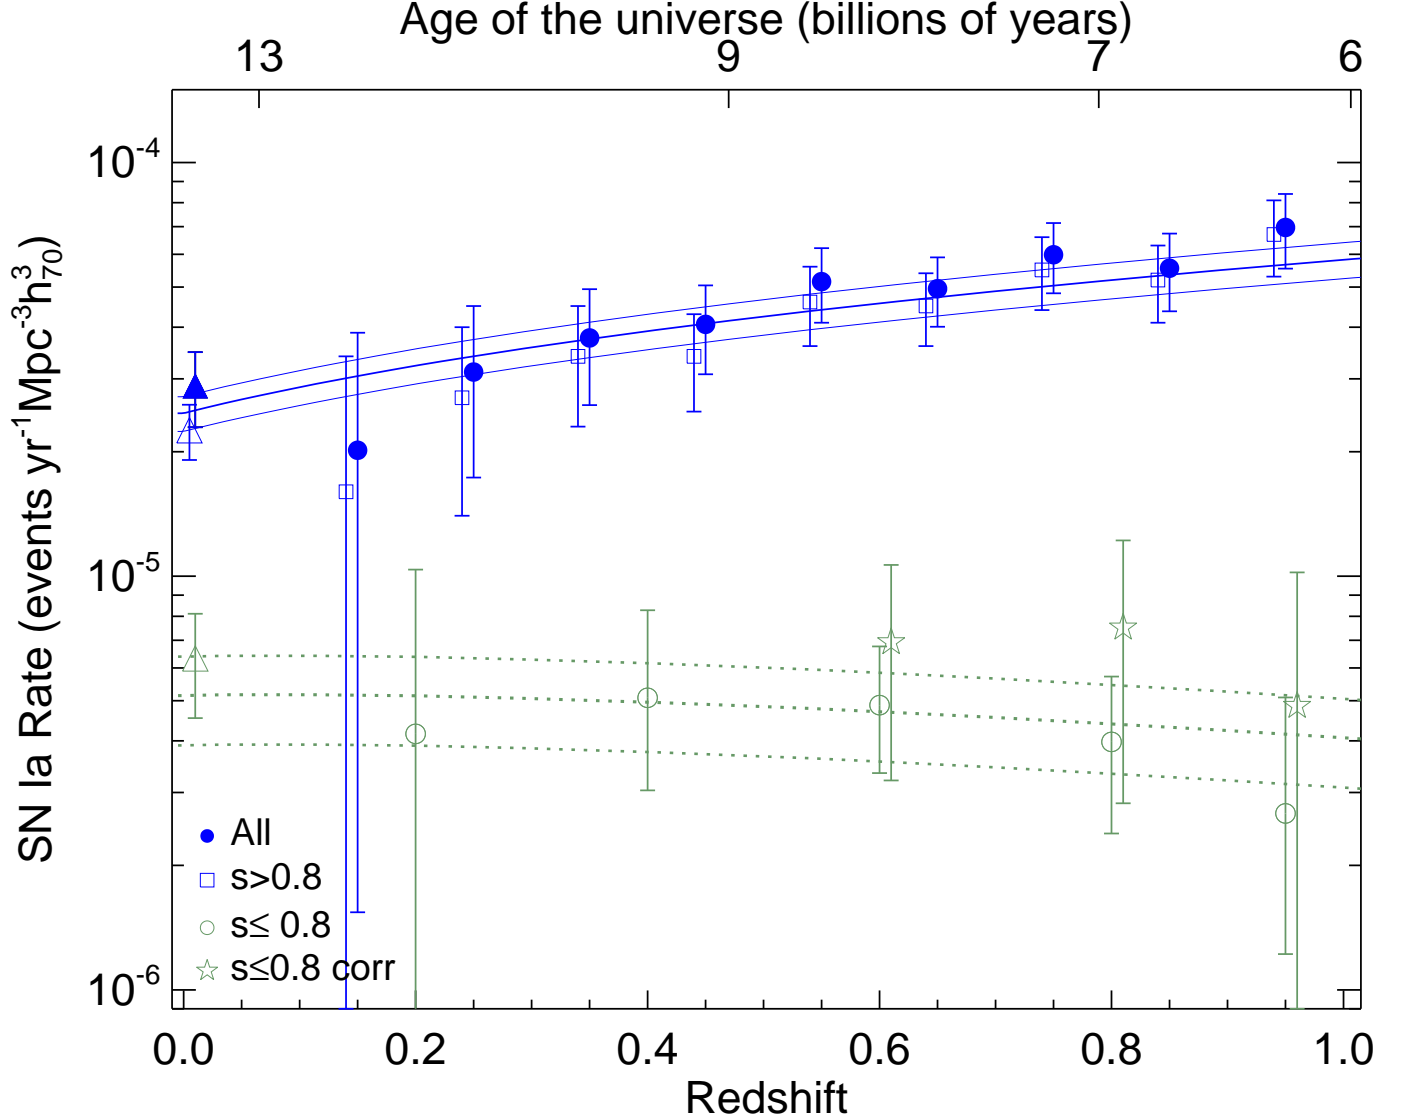 Age of the universe (billions of years)
13 9 7 6
10⁻⁴
10⁻⁵
10⁻⁶
SN Ia Rate (events yr⁻¹Mpc⁻³h³₇₀)
All
s>0.8
s≤ 0.8
s≤0.8 corr
0.0 0.2 0.4 0.6 0.8 1.0
Redshift